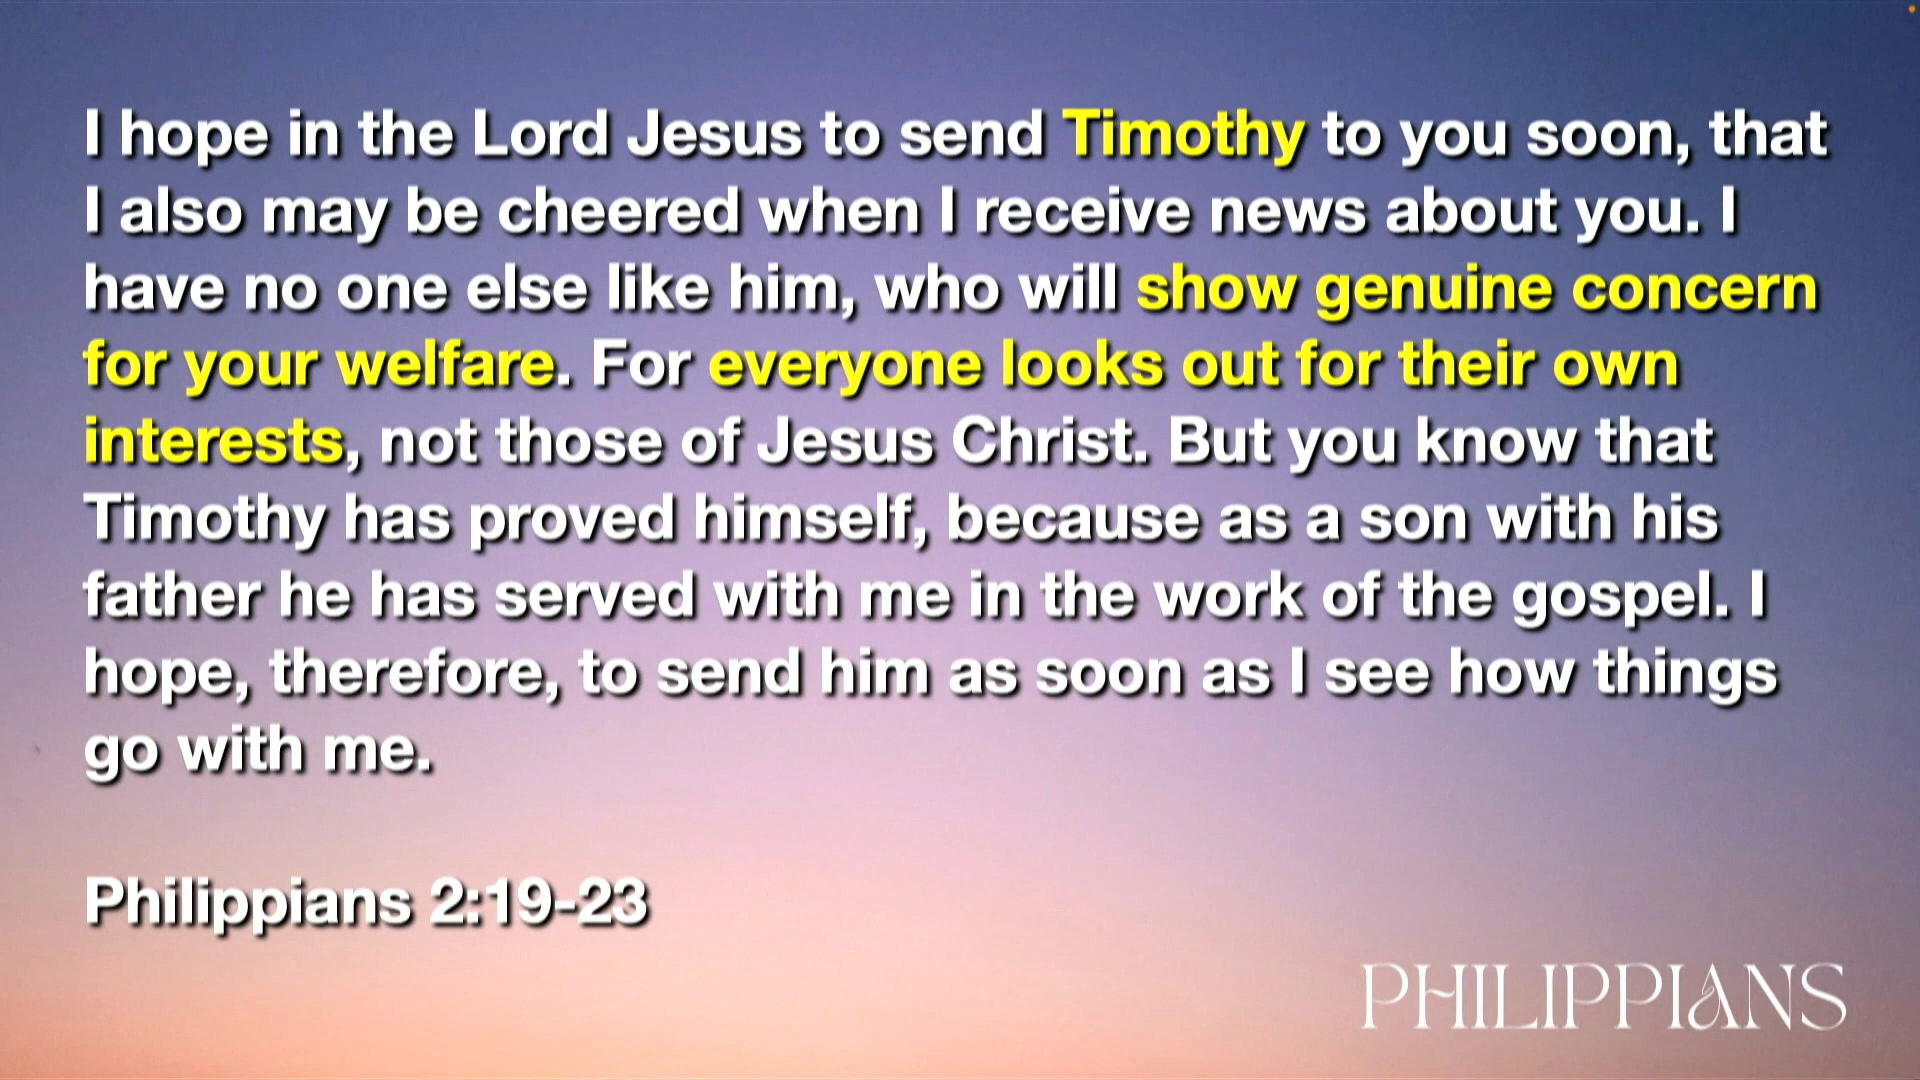 I hope in the Lord Jesus to send Timothy to you soon, that
I also may be cheered when I receive news about you. I
have no one else like him, who will show genuine concern
for your welfare. For everyone looks out for their own
interests, not those of Jesus Christ. But you know that
Timothy has proved himself, because as a son with his
father he has served with me in the work of the gospel. I
hope, therefore, to send him as soon as I see how things
go with me.
Philippians 2:19-23
PHILIPPIANS